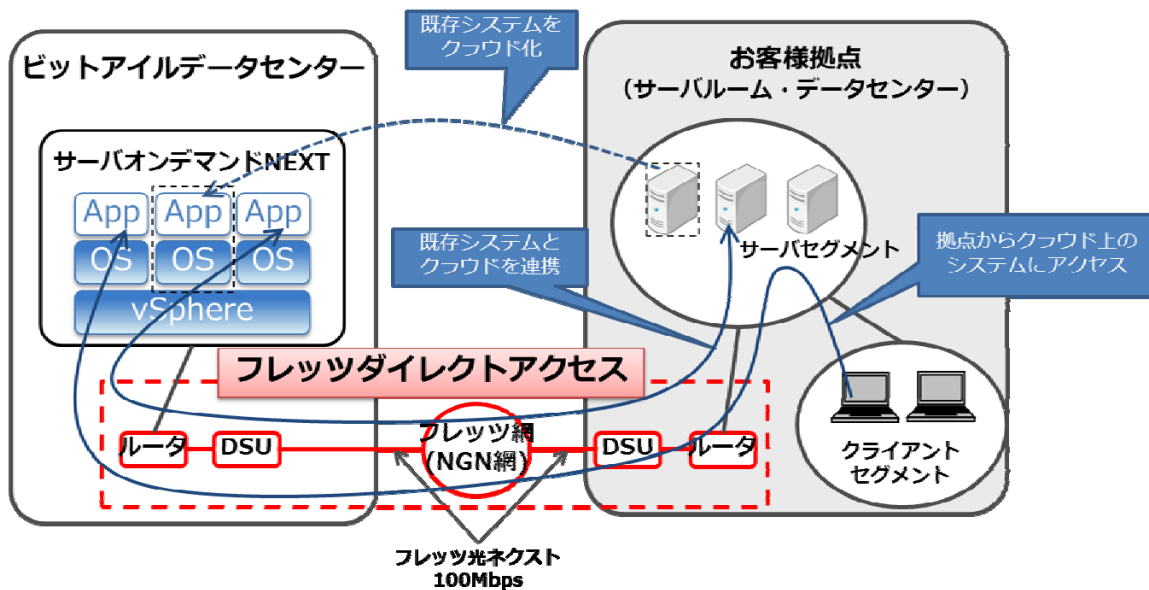 既存システムを
クラウド化
ビットアイルデータセンター
お客様拠点
(サーバルーム・データセンター)
サーバオンデマンドNEXT
App
App
App
OS
OS
OS
vSphere
サーバセグメント
既存システムと
クラウドを連携
拠点からクラウド上の
システムにアクセス
フレッツダイレクトアクセス
ルータ
DSU
フレッツ網
(NGN網)
DSU
ルータ
クライアント
セグメント
フレッツ光ネクスト
100Mbps